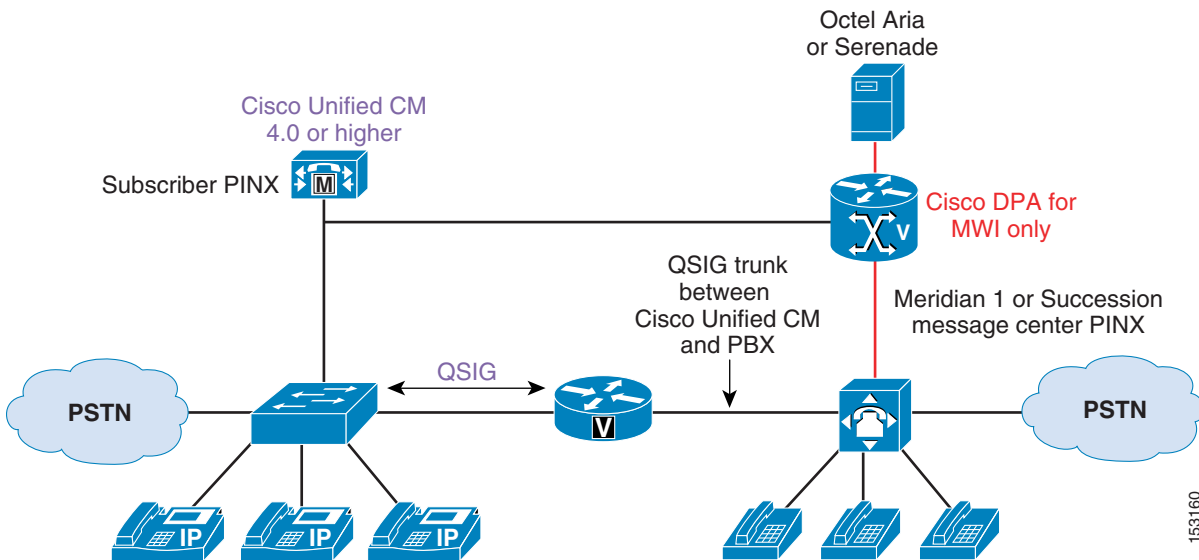 Octel Aria
or Serenade
Cisco Unified CM
4.0 or higher
Subscriber PINX
M
Cisco DPA for
MWI only
V
QSIG trunk
between
Cisco Unified CM
and PBX
Meridian 1 or Succession
message center PINX
QSIG
PSTN
V
PSTN
IP
IP
IP
153160